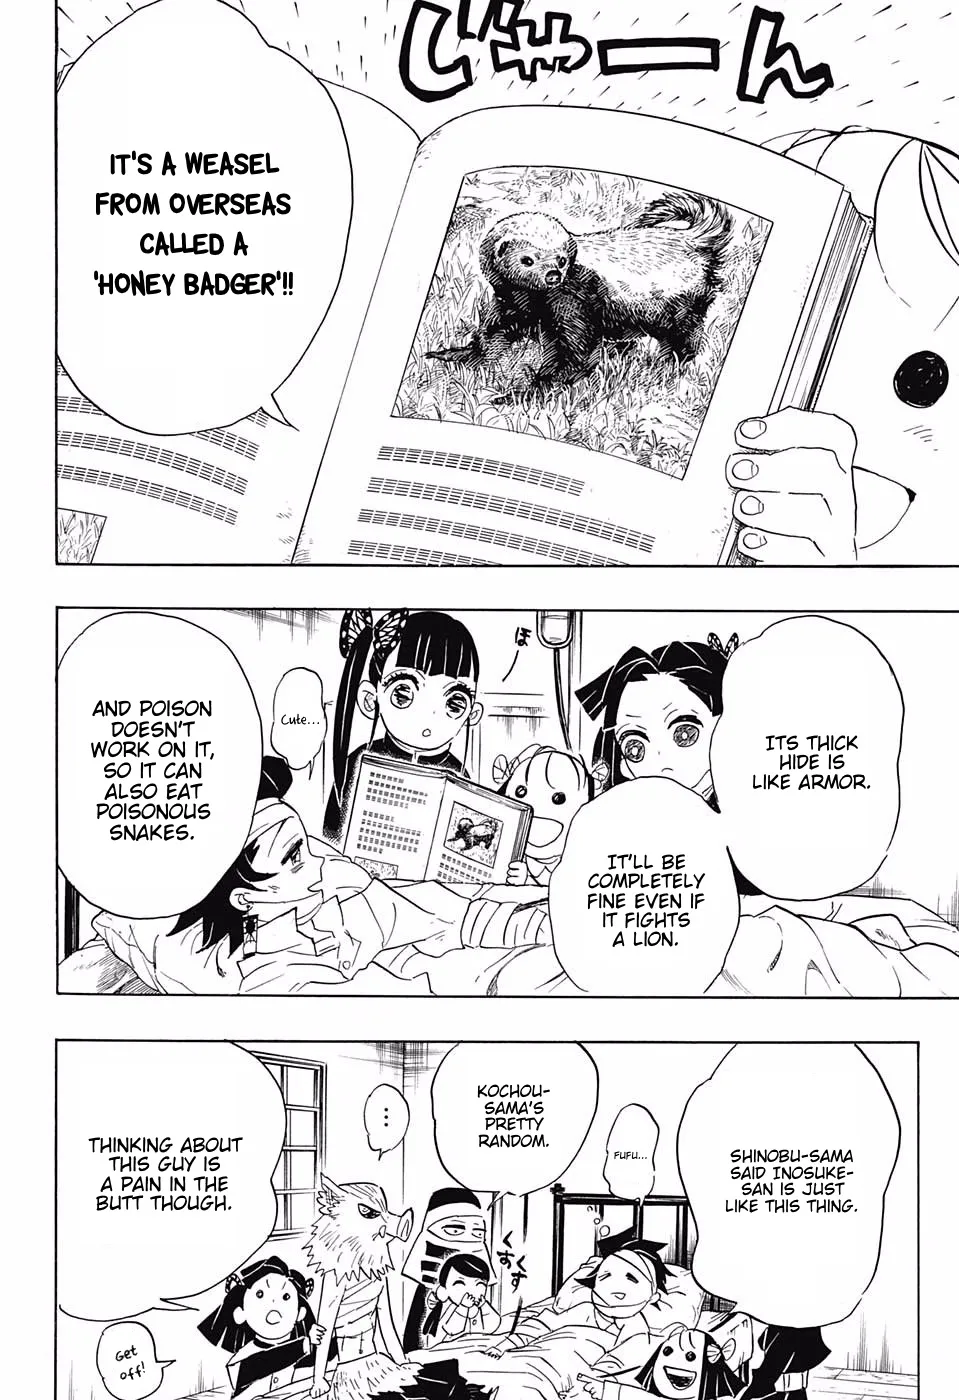 じゃーん
IT'S A WEASEL
FROM OVERSEAS
CALLED A
'HONEY BADGER'!!
ITS THICK
HIDE IS
LIKE ARMOR.
ほー
IT'LL BE
COMPLETELY
FINE EVEN IF
IT FIGHTS
A LION.
Cute...
AND POISON
DOESN'T
WORK ON IT,
SO IT CAN
ALSO EAT
POISONOUS
SNAKES.
SHINOBU-SAMA
SAID INOSUKE-
SAN IS JUST
LIKE THIS THING.
FUFU...
KOCHOU-
SAMA'S
PRETTY
RANDOM.
くすくす
...
THINKING ABOUT
THIS GUY IS
A PAIN IN THE
BUTT THOUGH.
Get
off!